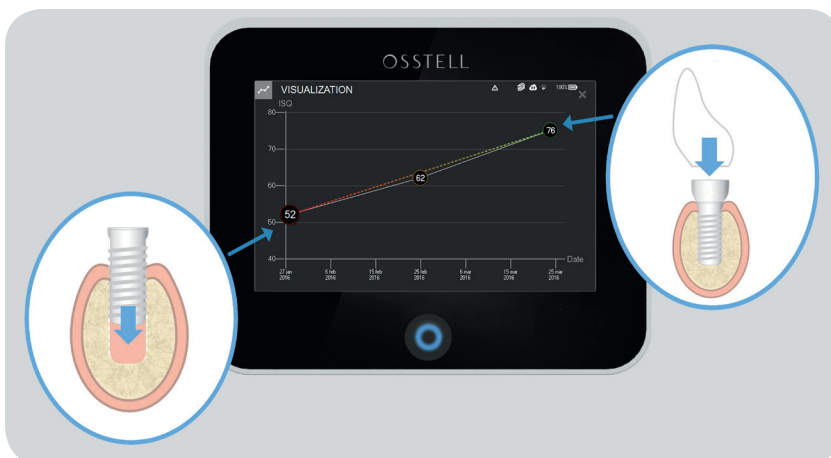 OSSTELL
VISUALIZATION
100%
ISQ
80
70
60
50
40
76
62
52
Date
27 jan 2016
6 feb 2016
15 feb 2016
25 feb 2016
6 mar 2016
15 mar 2016
25 mar 2016